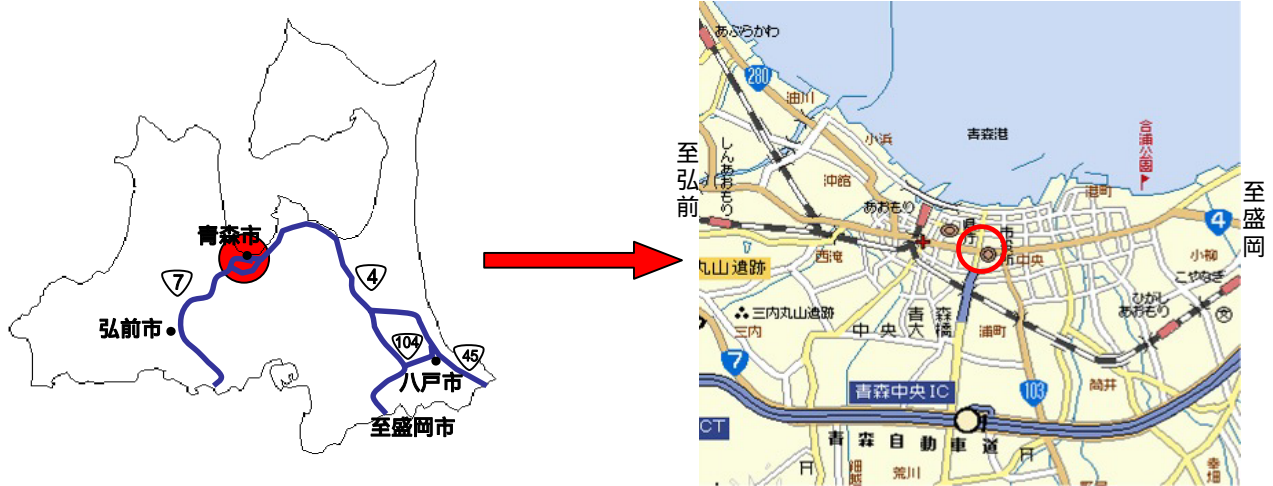 青森市
7
4
弘前市
104
45
八戸市
至盛岡市
至弘前
あぶらかわ
280
油川
小浜
青森港
合浦公園
しんあおもり
沖館
港町
あおもり
県庁
市役所
中央
4
至盛岡
西滝
小柳
こやなぎ
丸山遺跡
三内丸山遺跡
三内
ひがし
あおもり
青森
中央大橋
浦町
7
103
筒井
青森中央IC
CT
青森自動車道
細越
荒川
幸畑